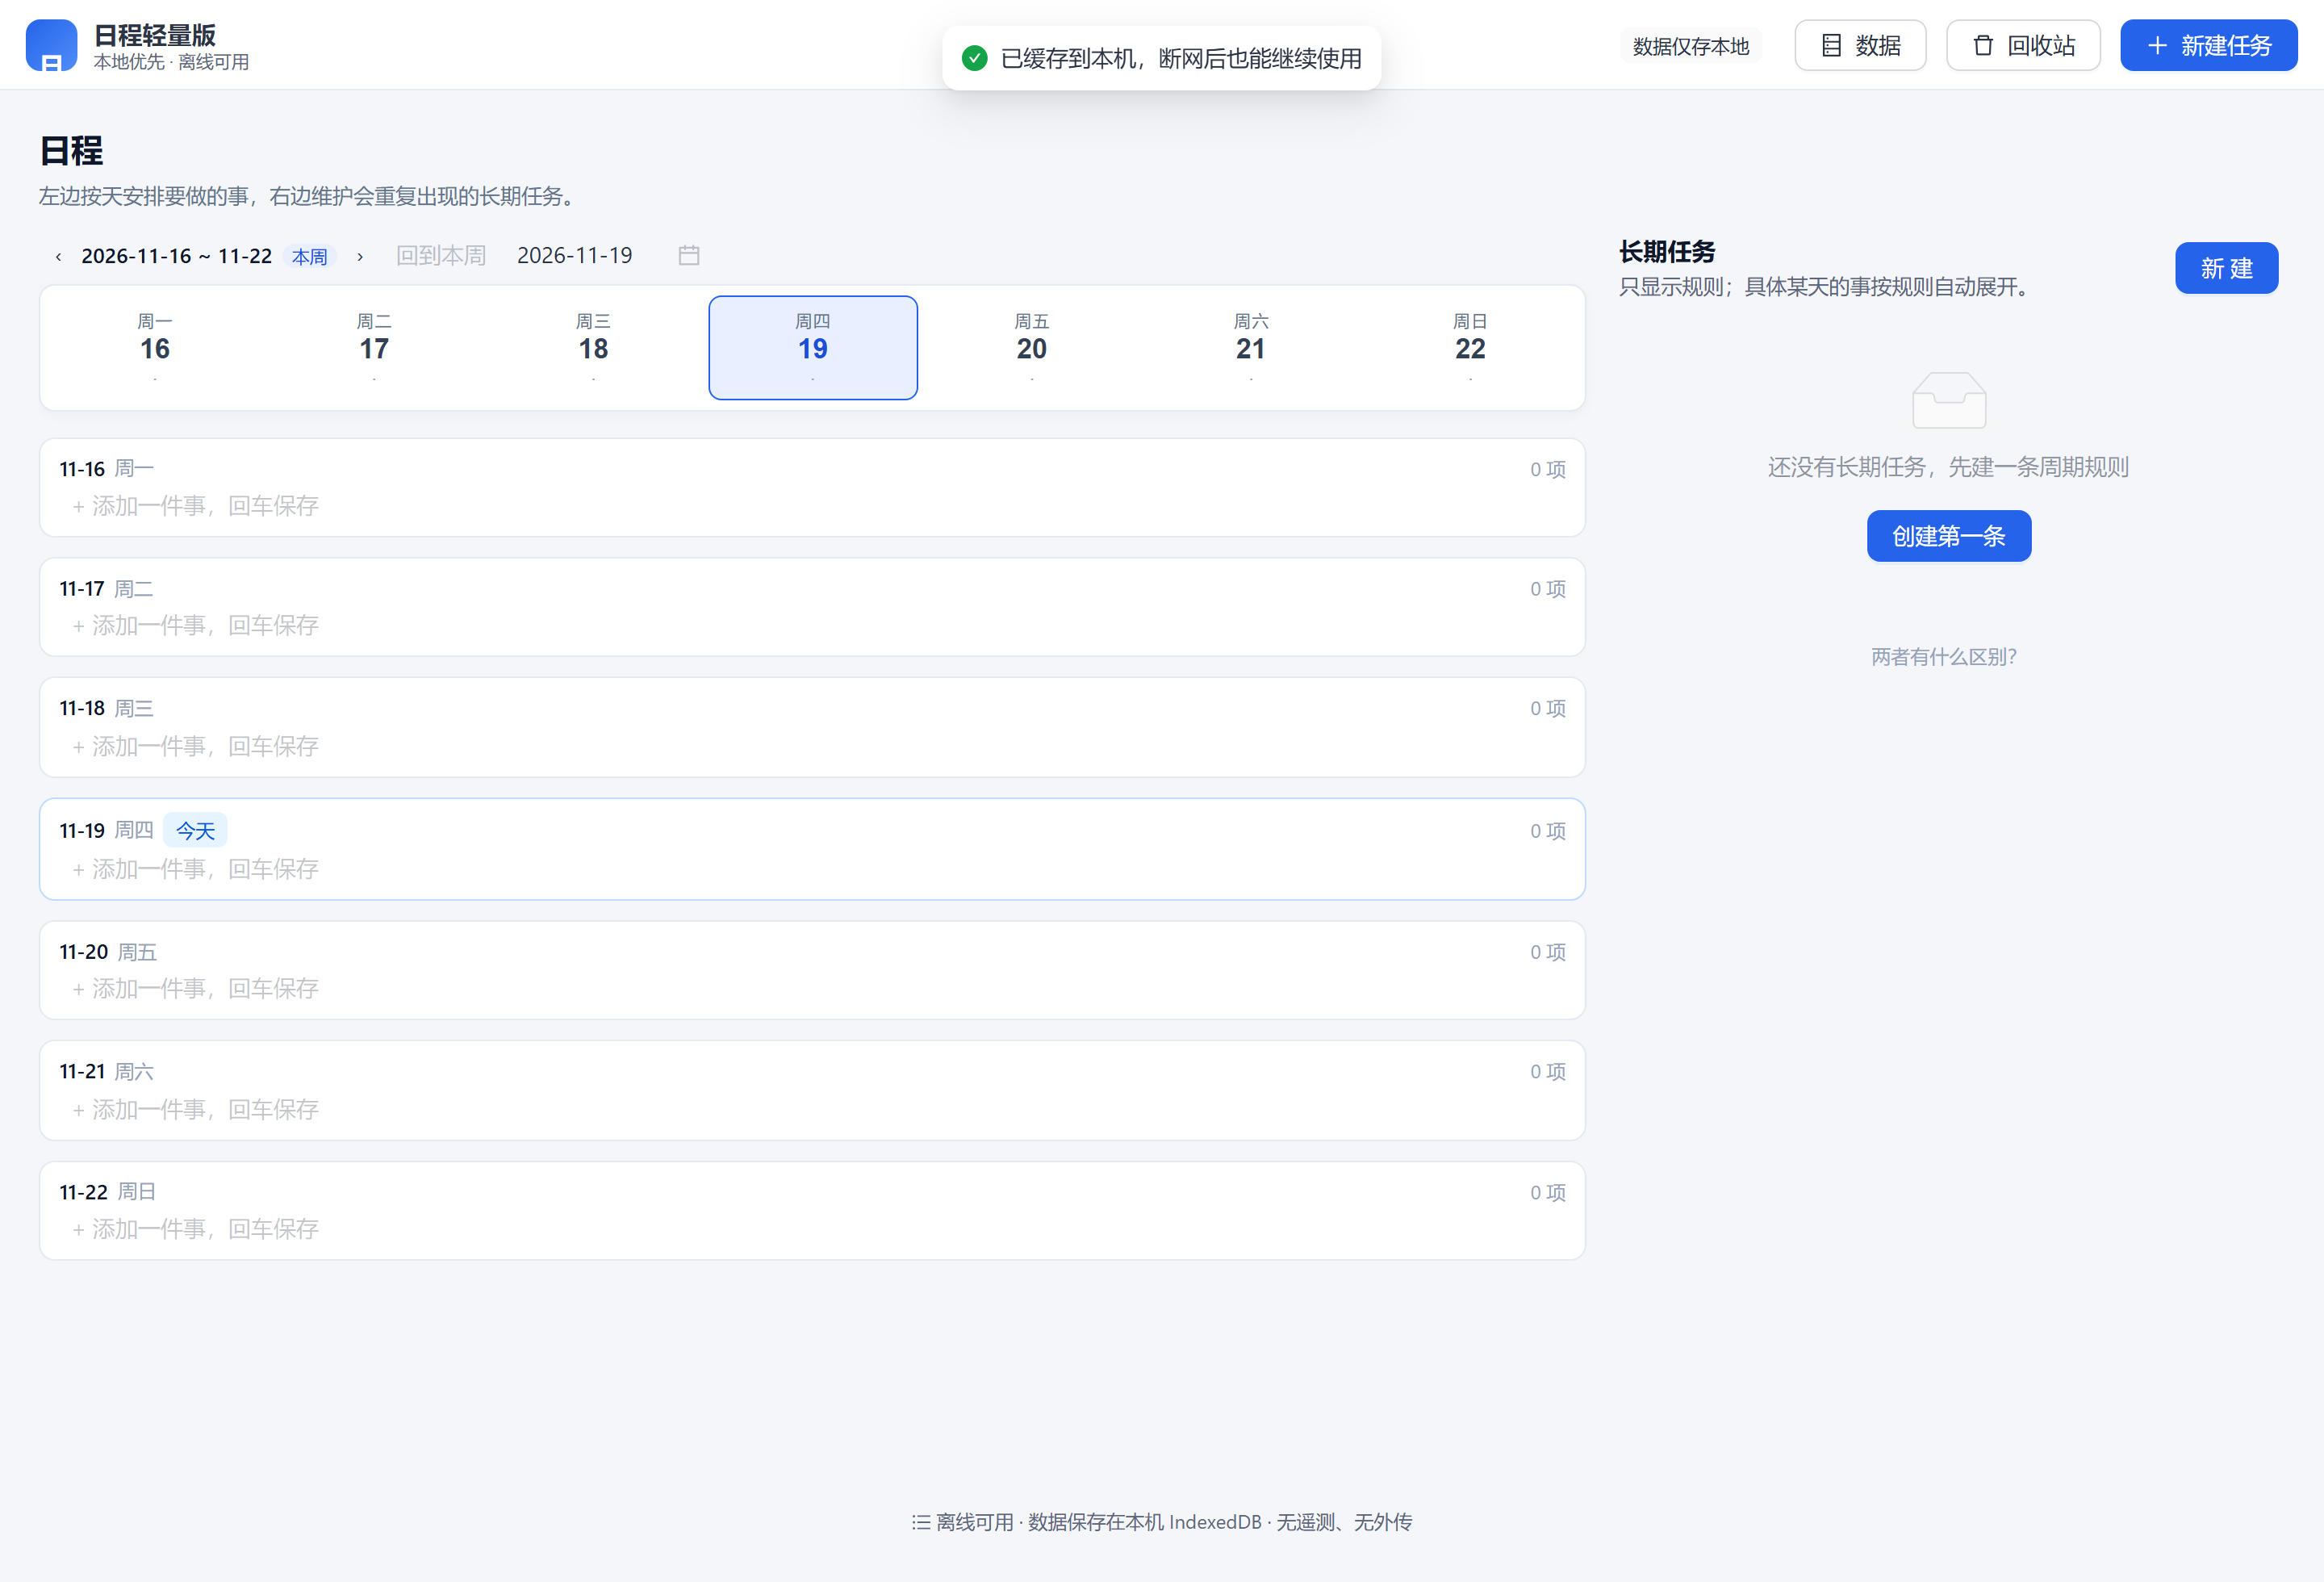 日
日程轻量版
本地优先 · 离线可用
已缓存到本机，断网后也能继续使用
数据仅存本地
数据
回收站
新建任务
日程
左边按天安排要做的事，右边维护会重复出现的长期任务。
‹ 2026-11-16 ~ 11-22 本周 › 回到本周 2026-11-19
周一 周二 周三 周四 周五 周六 周日
16 17 18 19 20 21 22
· · · · · · ·
11-16 周一 0 项
+ 添加一件事，回车保存
11-17 周二 0 项
+ 添加一件事，回车保存
11-18 周三 0 项
+ 添加一件事，回车保存
11-19 周四 今天 0 项
+ 添加一件事，回车保存
11-20 周五 0 项
+ 添加一件事，回车保存
11-21 周六 0 项
+ 添加一件事，回车保存
11-22 周日 0 项
+ 添加一件事，回车保存
长期任务
只显示规则；具体某天的事按规则自动展开。
新 建
还没有长期任务，先建一条周期规则
创建第一条
两者有什么区别？
离线可用 · 数据保存在本机 IndexedDB · 无遥测、无外传